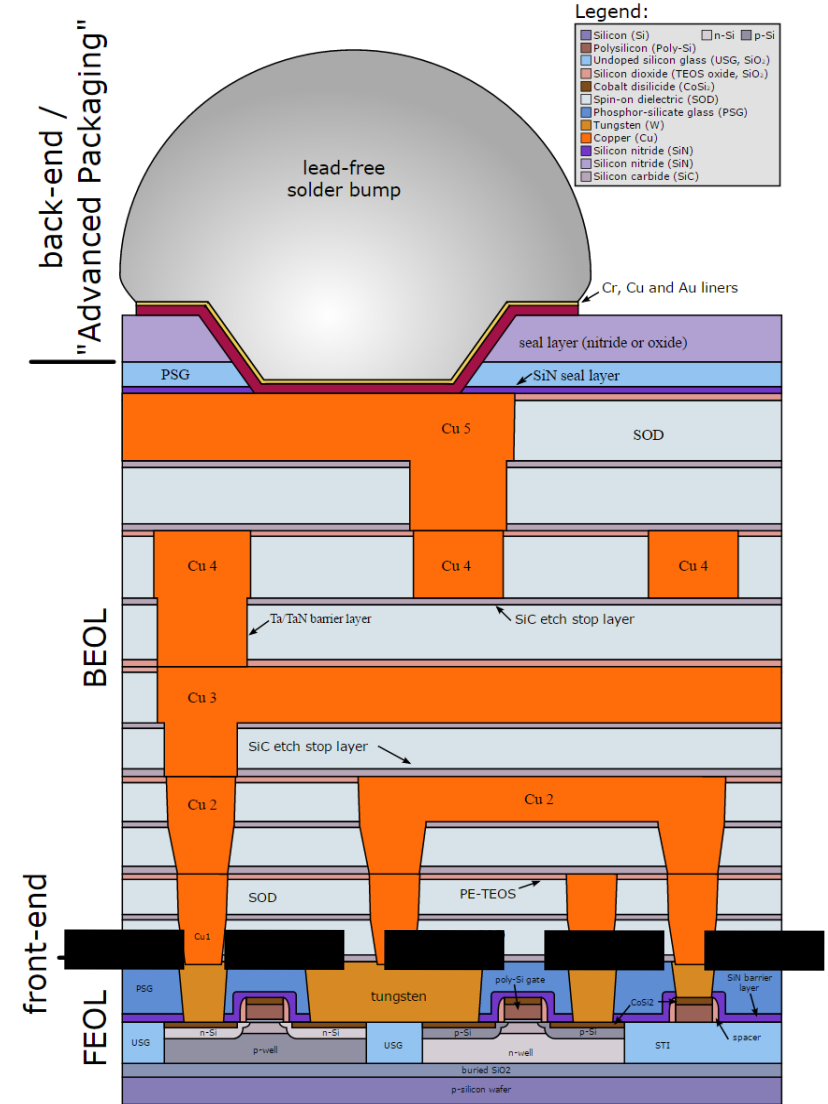 Legend:
Silicon (Si) n-Si p-Si
Polysilicon (Poly-Si)
Undoped silicon glass (USG, SiO₂)
Silicon dioxide (TEOS oxide, SiO₂)
Cobalt disilicide (CoSi₂)
Spin-on dielectric (SOD)
Phosphor-silicate glass (PSG)
Tungsten (W)
Copper (Cu)
Silicon nitride (SiN)
Silicon nitride (SiN)
Silicon carbide (SiC)
back-end /
"Advanced Packaging"
lead-free
solder bump
Cr, Cu and Au liners
seal layer (nitride or oxide)
PSG
SiN seal layer
Cu 5
SOD
Cu 4
Cu 4
Cu 4
SiC etch stop layer
Ta/TaN barrier layer
BEOL
Cu 3
SiC etch stop layer
Cu 2
Cu 2
PE-TEOS
SOD
front-end
Cu1
FEOL
PSG
tungsten
poly-Si gate
SiN barrier
layer
CoSi2
spacer
n-Si
n-Si
p-Si
p-Si
USG
p-well
USG
n-well
STI
buried SiO2
p-silicon wafer